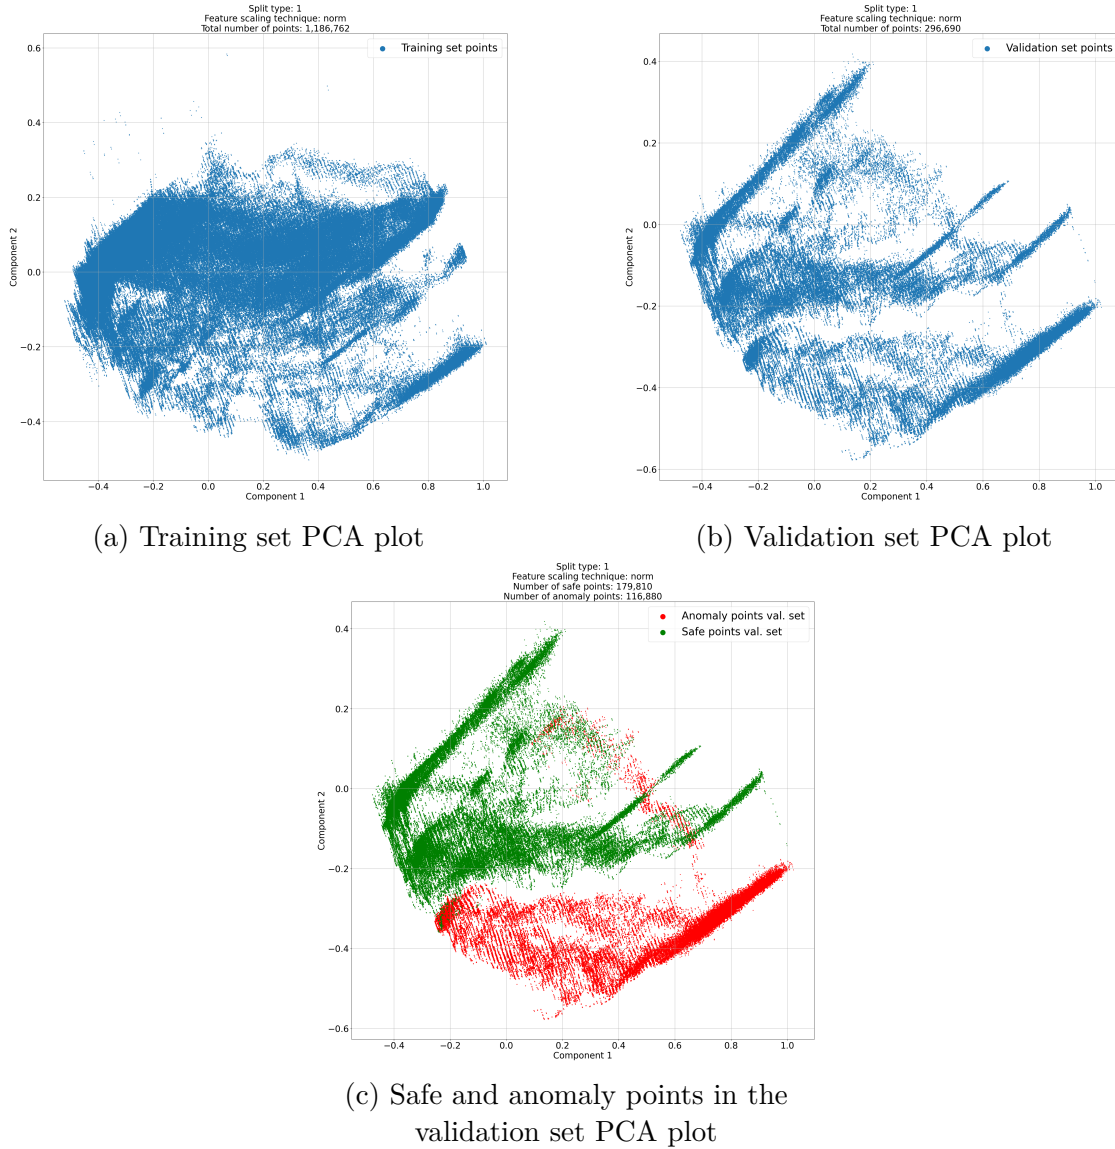 Split type: 1
Feature scaling technique: norm
Total number of points: 1,186,762
Training set points
0.6
0.4
0.2
0.0
−0.2
−0.4
Component 2
−0.4
−0.2
0.0
0.2
0.4
0.6
0.8
1.0
Component 1
(a) Training set PCA plot
Split type: 1
Feature scaling technique: norm
Total number of points: 296,690
Validation set points
0.4
0.2
0.0
−0.2
−0.4
−0.6
Component 2
−0.4
−0.2
0.0
0.2
0.4
0.6
0.8
1.0
Component 1
(b) Validation set PCA plot
Split type: 1
Feature scaling technique: norm
Number of safe points: 179,810
Number of anomaly points: 116,880
Anomaly points val. set
Safe points val. set
0.4
0.2
0.0
−0.2
−0.4
−0.6
Component 2
−0.4
−0.2
0.0
0.2
0.4
0.6
0.8
1.0
Component 1
(c) Safe and anomaly points in the
validation set PCA plot